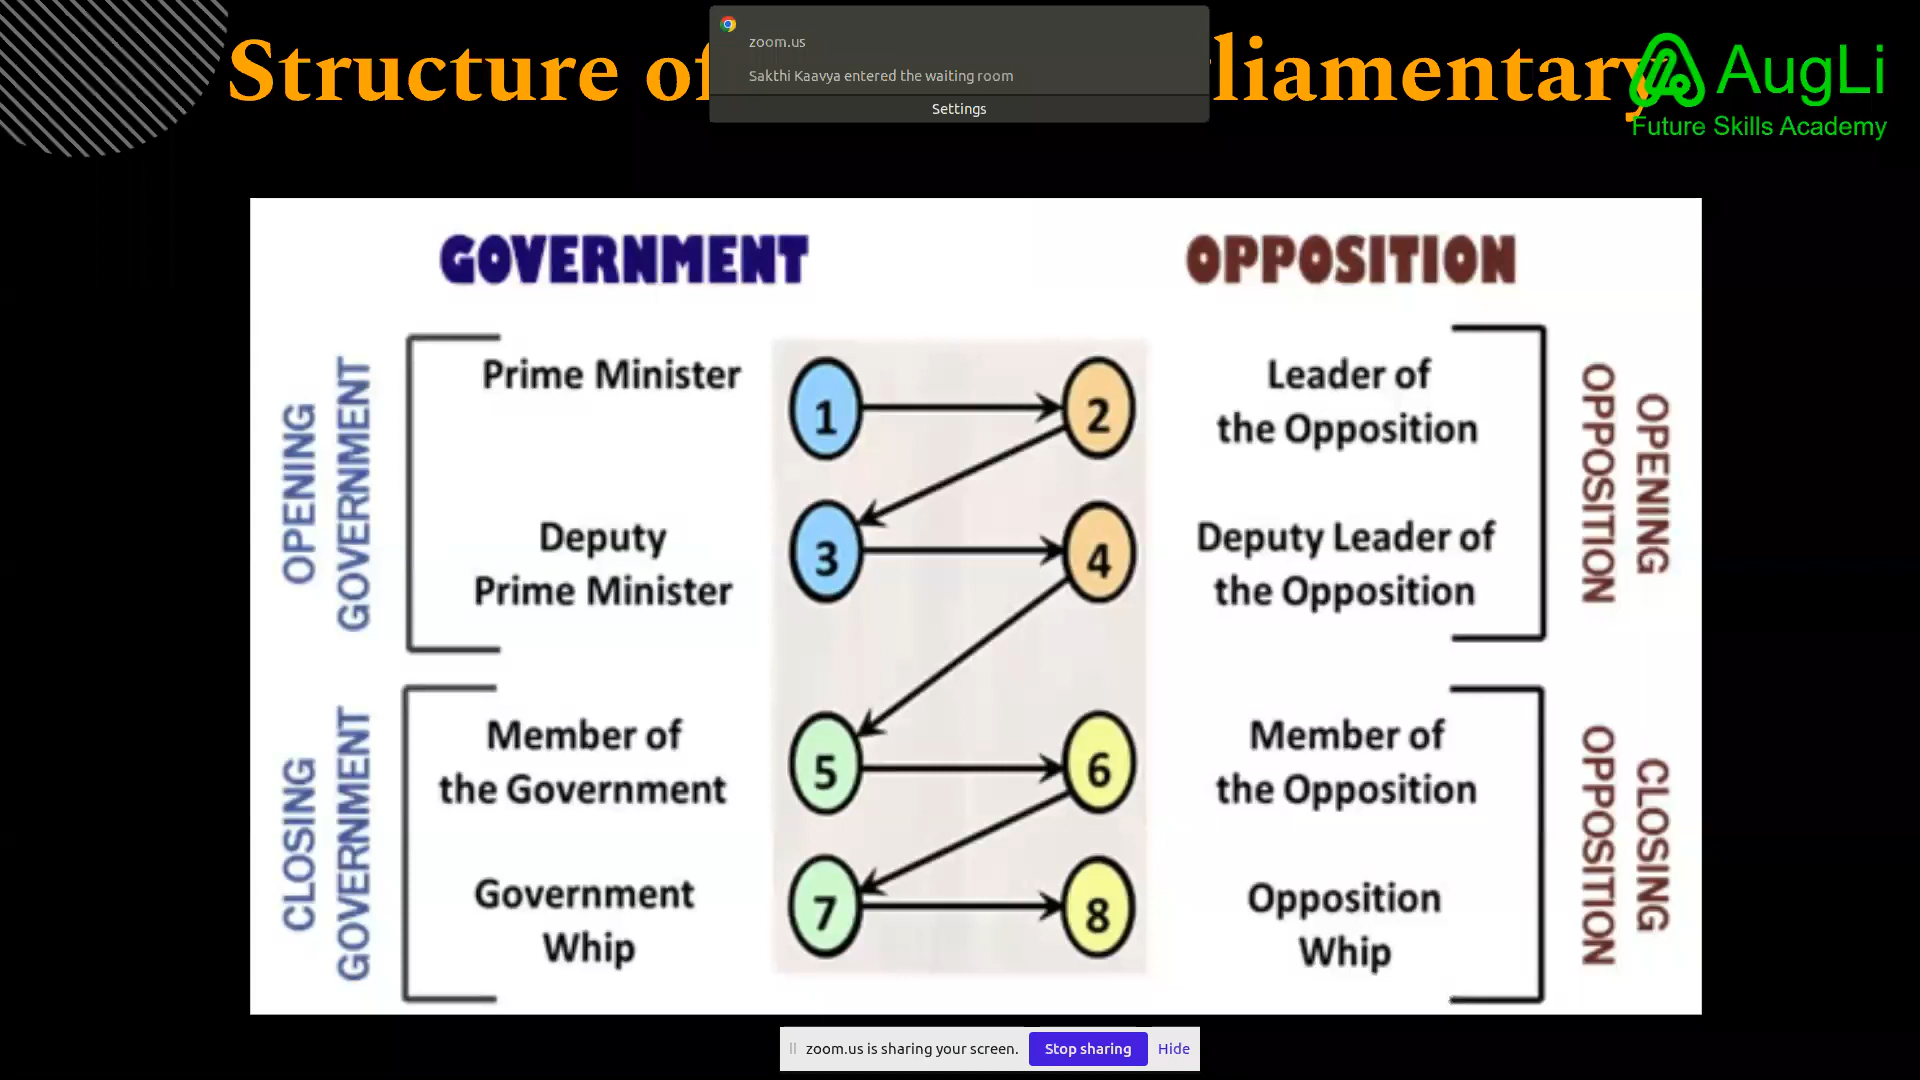 zoom.us
Sakthi Kaavya entered the waiting room
Settings
Structure of
liamentary
AugLi
Future Skills Academy
GOVERNMENT
OPPOSITION
OPENING
GOVERNMENT
Prime Minister
1
2
Leader of
the Opposition
Deputy
Prime Minister
3
4
Deputy Leader of
the Opposition
OPENING
OPPOSITION
CLOSING
GOVERNMENT
Member of
the Government
5
6
Member of
the Opposition
Government
Whip
7
8
Opposition
Whip
CLOSING
OPPOSITION
zoom.us is sharing your screen.
Stop sharing
Hide